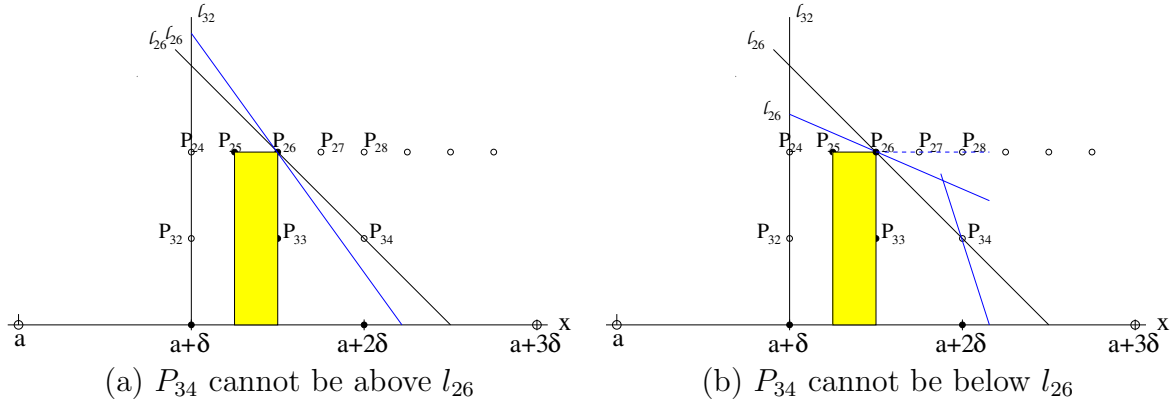 l32 l32
l26 l26 l26
l26
P24 P25 P26 P27 P28 P24 P25 P26 P27 P28
P32 P33 P34 P32 P33 P34
a a+δ a+2δ a+3δ x a a+δ a+2δ a+3δ x
(a) P34 cannot be above l26 (b) P34 cannot be below l26